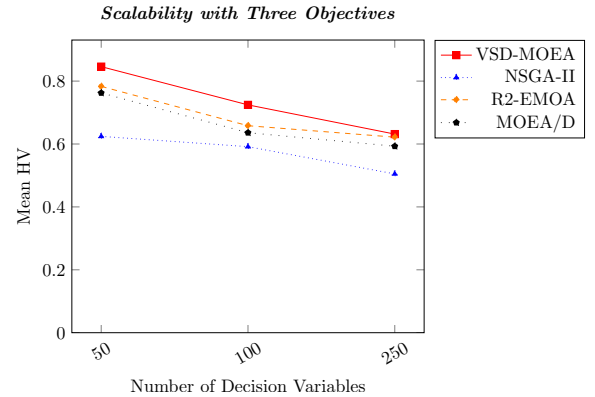 Scalability with Three Objectives
VSD-MOEA
NSGA-II
R2-EMOA
MOEA/D
Mean HV
0.8
0.6
0.4
0.2
0
50
100
250
Number of Decision Variables